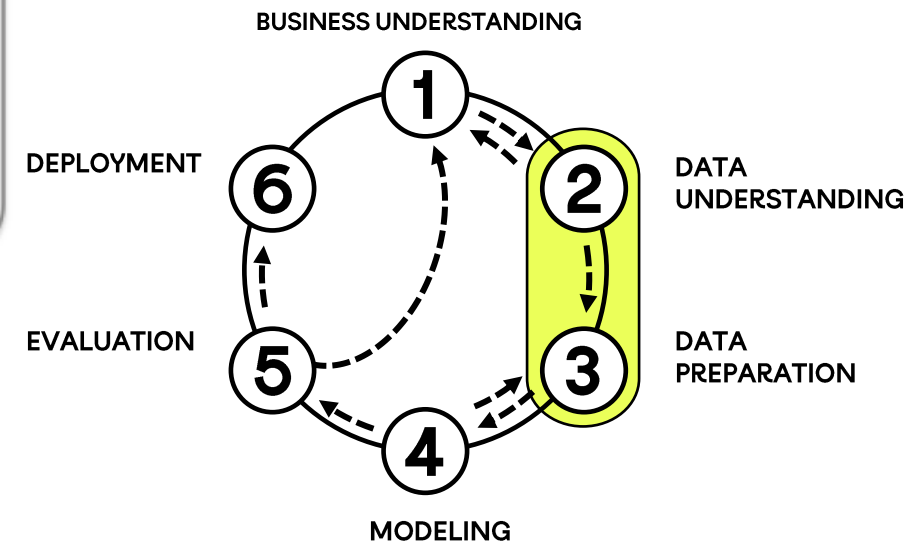 BUSINESS UNDERSTANDING
1
DEPLOYMENT
6
2
DATA
UNDERSTANDING
EVALUATION
5
3
DATA
PREPARATION
4
MODELING